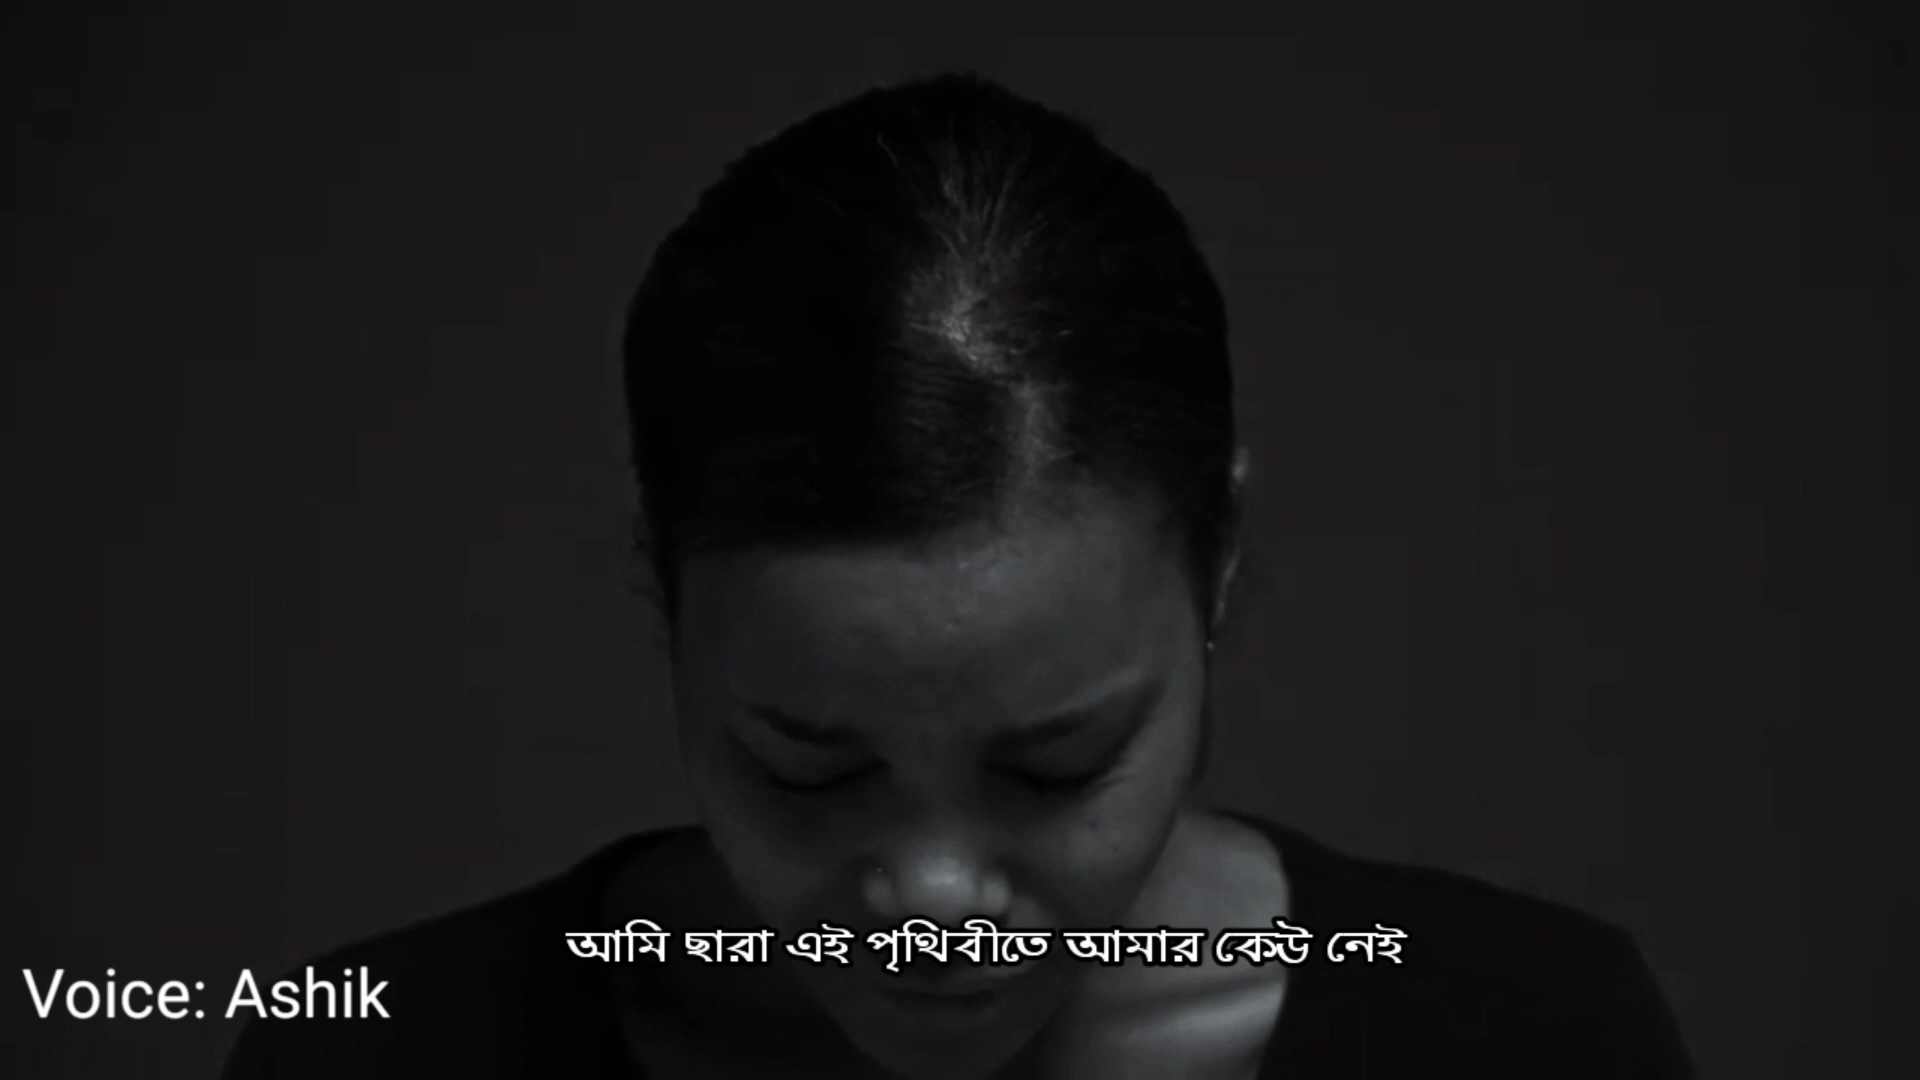 আমি ছারা এই পৃথিবীতে আমার কেউ নেই
Voice: Ashik